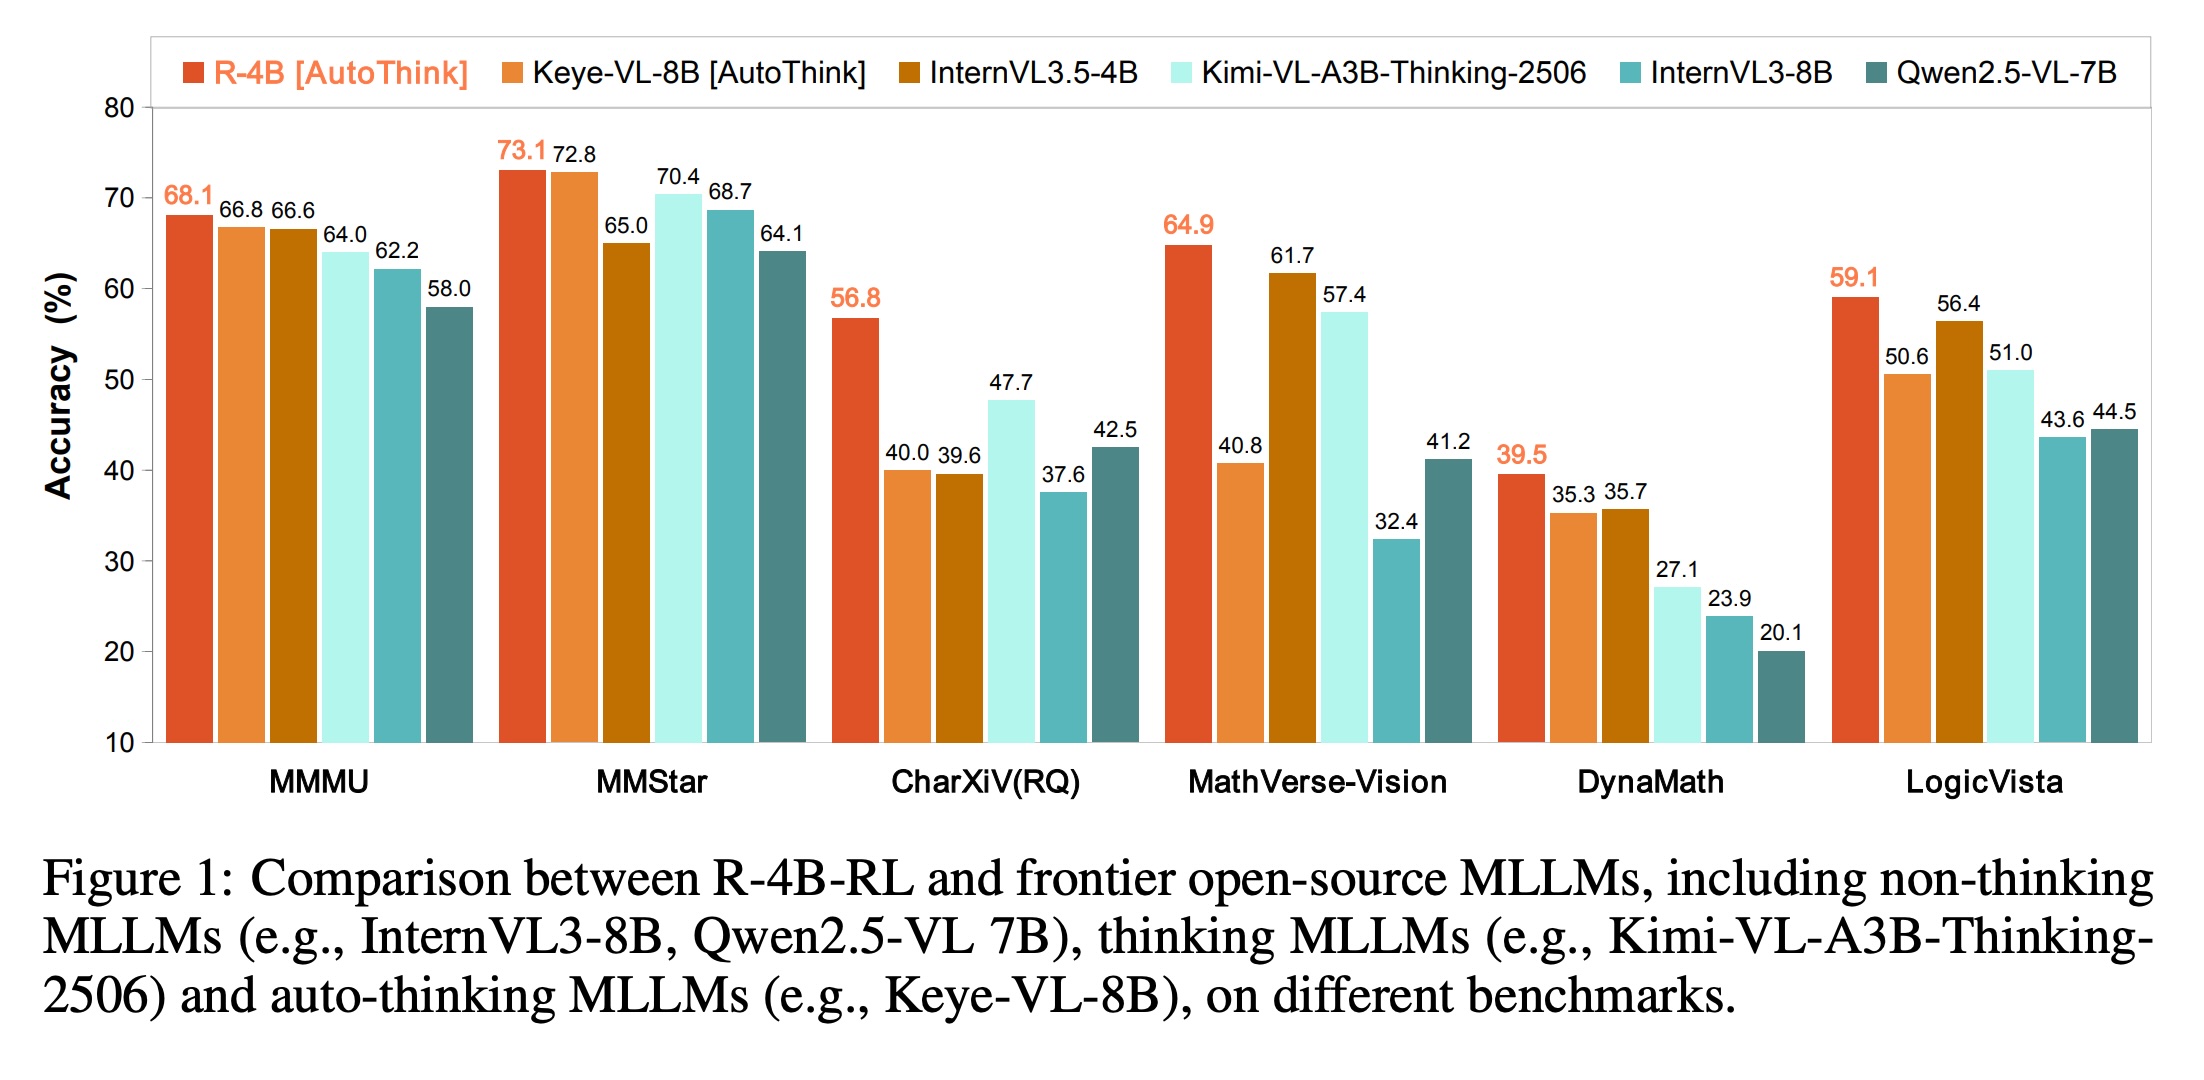 R-4B [AutoThink] Keye-VL-8B [AutoThink] InternVL3.5-4B Kimi-VL-A3B-Thinking-2506 InternVL3-8B Qwen2.5-VL-7B
Accuracy (%)
80
70
60
50
40
30
20
10
68.1 66.8 66.6 64.0 62.2 58.0
73.1 72.8 65.0 70.4 68.7 64.1
56.8 40.0 39.6 47.7 37.6 42.5
64.9 40.8 61.7 57.4 32.4 41.2
39.5 35.3 35.7 27.1 23.9 20.1
59.1 50.6 56.4 51.0 43.6 44.5
MMMU MMStar CharXiV(RQ) MathVerse-Vision DynaMath LogicVista
Figure 1: Comparison between R-4B-RL and frontier open-source MLLMs, including non-thinking
MLLMs (e.g., InternVL3-8B, Qwen2.5-VL 7B), thinking MLLMs (e.g., Kimi-VL-A3B-Thinking-
2506) and auto-thinking MLLMs (e.g., Keye-VL-8B), on different benchmarks.